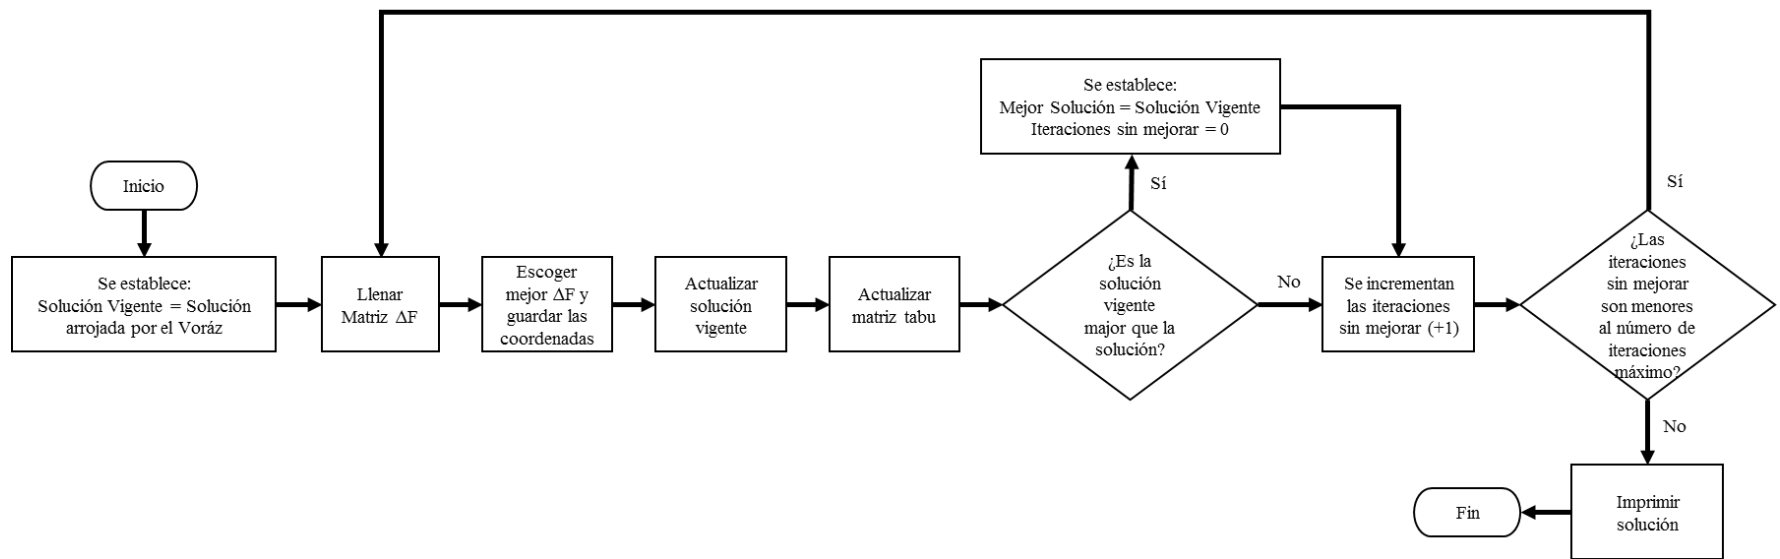 Inicio
Se establece:
Solución Vigente = Solución
arrojada por el Voráz
Llenar
Matriz ΔF
Escoger
mejor ΔF y
guardar las
coordenadas
Actualizar
solución
vigente
Actualizar
matriz tabu
¿Es la
solución
vigente
major que la
solución?
Sí
Se establece:
Mejor Solución = Solución Vigente
Iteraciones sin mejorar = 0
No
Se incrementan
las iteraciones
sin mejorar (+1)
¿Las
iteraciones
sin mejorar
son menores
al número de
iteraciones
máximo?
Sí
No
Imprimir
solución
Fin